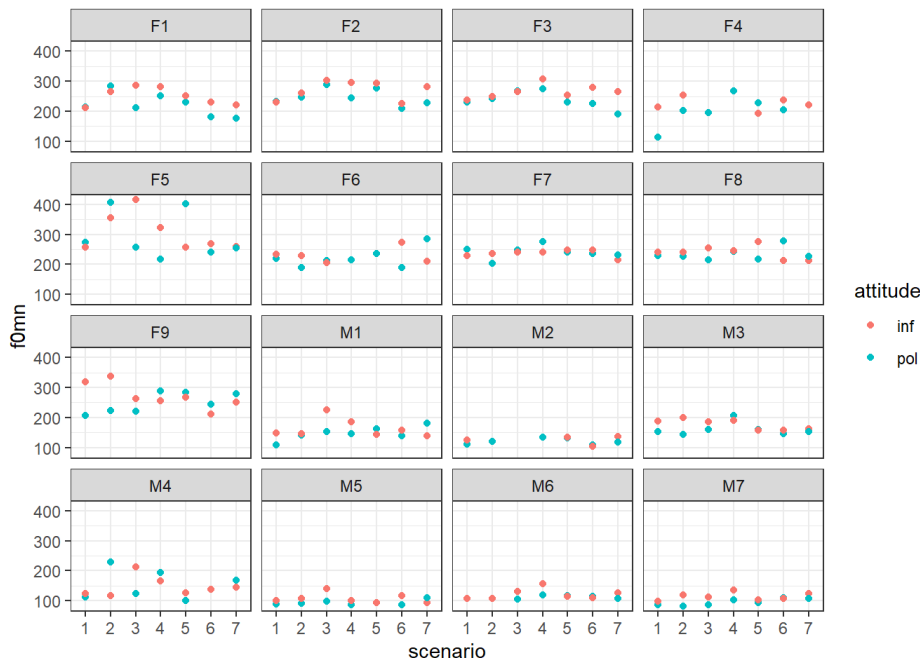 F1 F2 F3 F4
400
300
200
100
F5 F6 F7 F8
400
300
200
100
F9 M1 M2 M3
400
300
200
100
M4 M5 M6 M7
400
300
200
100
1 2 3 4 5 6 7 1 2 3 4 5 6 7 1 2 3 4 5 6 7 1 2 3 4 5 6 7
scenario
f0mn
attitude
inf
pol